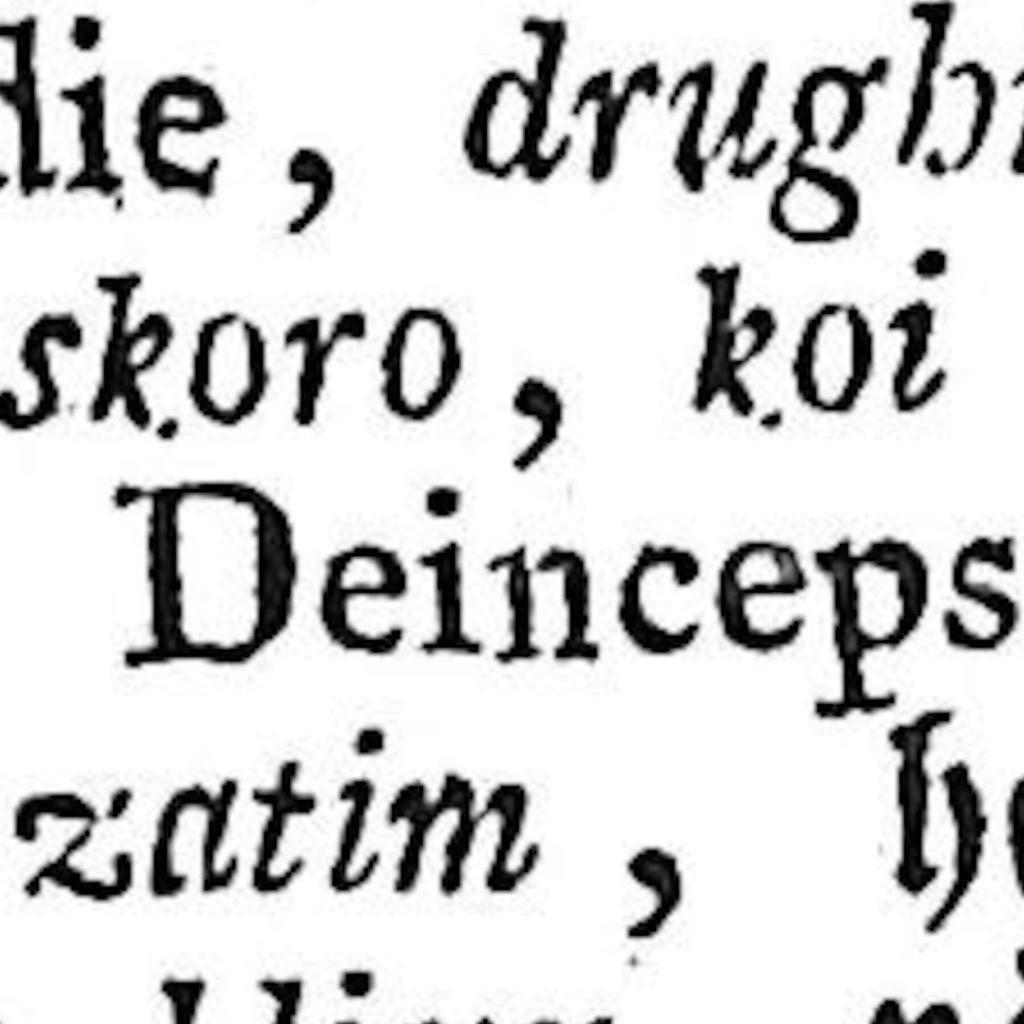 die, drugh
skoro, koi
Deinceps
zatim,